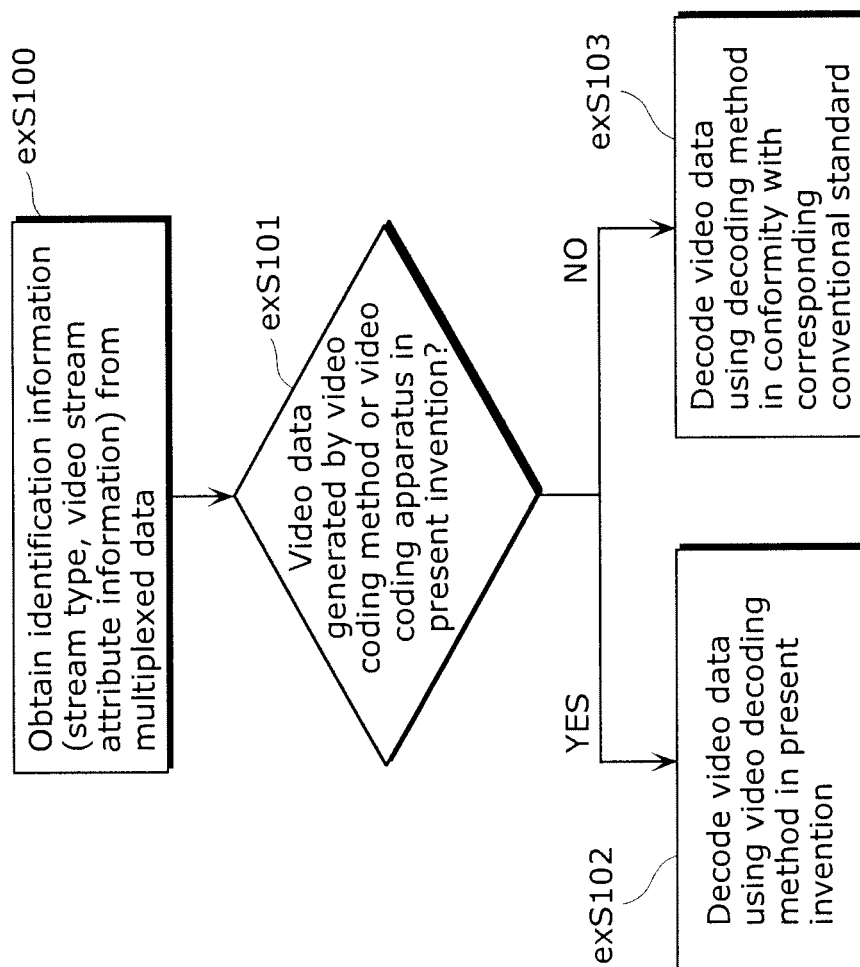 exS100
Obtain identification information
(stream type, video stream
attribute information) from
multiplexed data
exS101
Video data
generated by video
coding method or video
coding apparatus in
present invention?
YES
NO
exS102
Decode video data
using video decoding
method in present
invention
exS103
Decode video data
using decoding method
in conformity with
corresponding
conventional standard